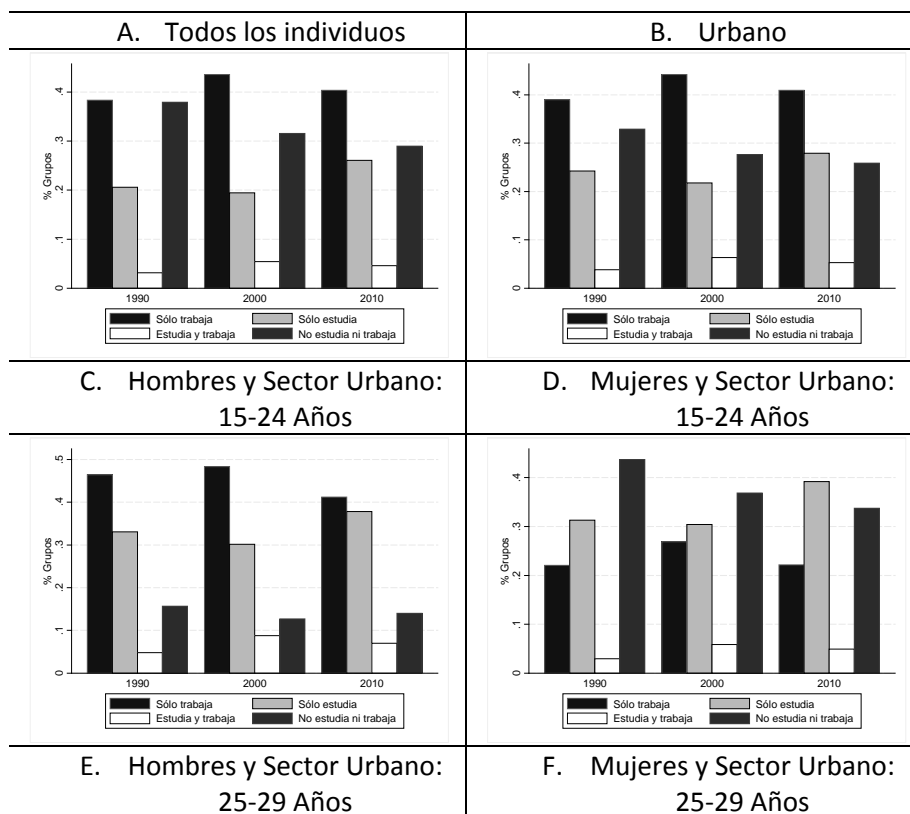 A. Todos los individuos
B. Urbano
% Grupos
0 .1 .2 .3 .4
1990 2000 2010
Sólo trabaja Sólo estudia
Estudia y trabaja No estudia ni trabaja
% Grupos
0 .1 .2 .3 .4
1990 2000 2010
Sólo trabaja Sólo estudia
Estudia y trabaja No estudia ni trabaja
C. Hombres y Sector Urbano:
15-24 Años
D. Mujeres y Sector Urbano:
15-24 Años
% Grupos
0 .1 .2 .3 .4 .5
1990 2000 2010
Sólo trabaja Sólo estudia
Estudia y trabaja No estudia ni trabaja
% Grupos
0 .1 .2 .3 .4
1990 2000 2010
Sólo trabaja Sólo estudia
Estudia y trabaja No estudia ni trabaja
E. Hombres y Sector Urbano:
25-29 Años
F. Mujeres y Sector Urbano:
25-29 Años